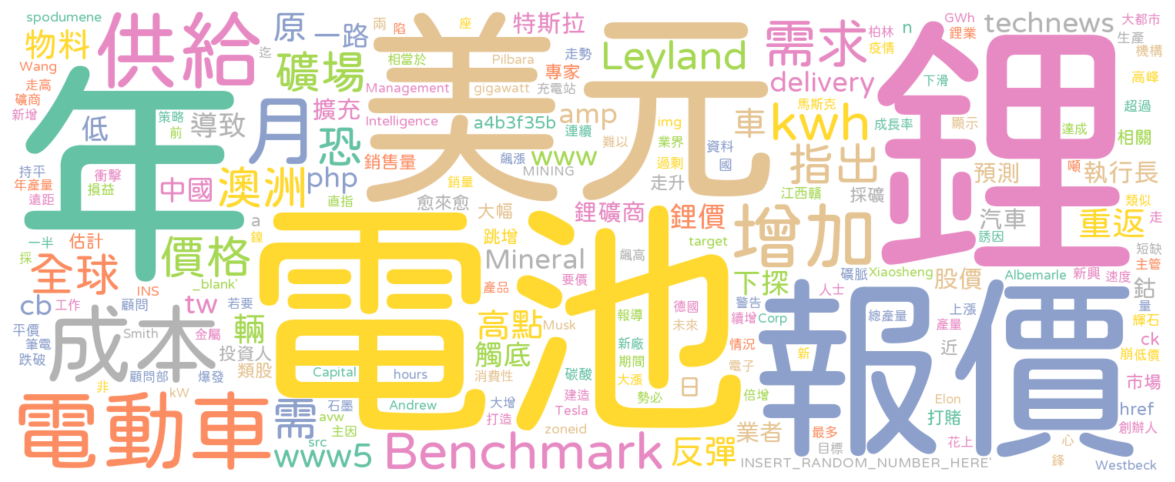 spodumene
物料
供給
原
一路
兩
陷
座
特斯拉
需求
鋰
GWh
鋰業
大都市
柏林
疫情
n
technews
生產
機構
迄
礦場
相當於
Pilbara
走勢
Leyland
專家
充電站
delivery
馬斯克
下滑
走高
高峰
Wang
礦商
新增
策略
前
擴充
Management
gigawatt
amp
車
kwh
成長率
顯示
超過
達成
相關
年
低
導致
月
恐
Intelligence
a4b3f35b
連續
img
業界
難以
過剩
資料
國
指出
預測
噸
執行長
持平
衝擊
年產量
損益
遠距
中國
澳洲
銷售量
飆漲
www
MINING
美元
走升
江西贛
採礦
類似
php
直指
銷量
愈來愈
大幅
鋰礦商
鋰價
增加
汽車
誘因
重返
走
a
鎳
一半
採
估計
價格
跳增
target
飆高
短缺
全球
_blank'
INS
tw
Mineral
要價
下探
礦脈
Xiaosheng
股價
鈷
Albemarle
新興
主管
速度
cb
工作
顧問
若要
電池
產品
德國
未來
警告
人士
總產量
上漲
量
輝石
平價
筆電
跌破
成本
Smith
金屬
輛
投資人
類股
高點
Musk
報導
新廠
期間
續增
Corp
情況
報價
產量
近
ck
崩低價
顧問部
爆發
觸底
消費性
碳酸
大漲
勢必
日
電子
倍增
新
市場
非
kW
Capital
hours
建造
Tesla
Elon
打賭
href
創辦人
電動車
需
石墨
avw
主因
src
Andrew
大增
打造
zoneid
業者
最多
目標
花上
心
鋒
www5
Benchmark
反彈
INSERT_RANDOM_NUMBER_HERE'
Westbeck